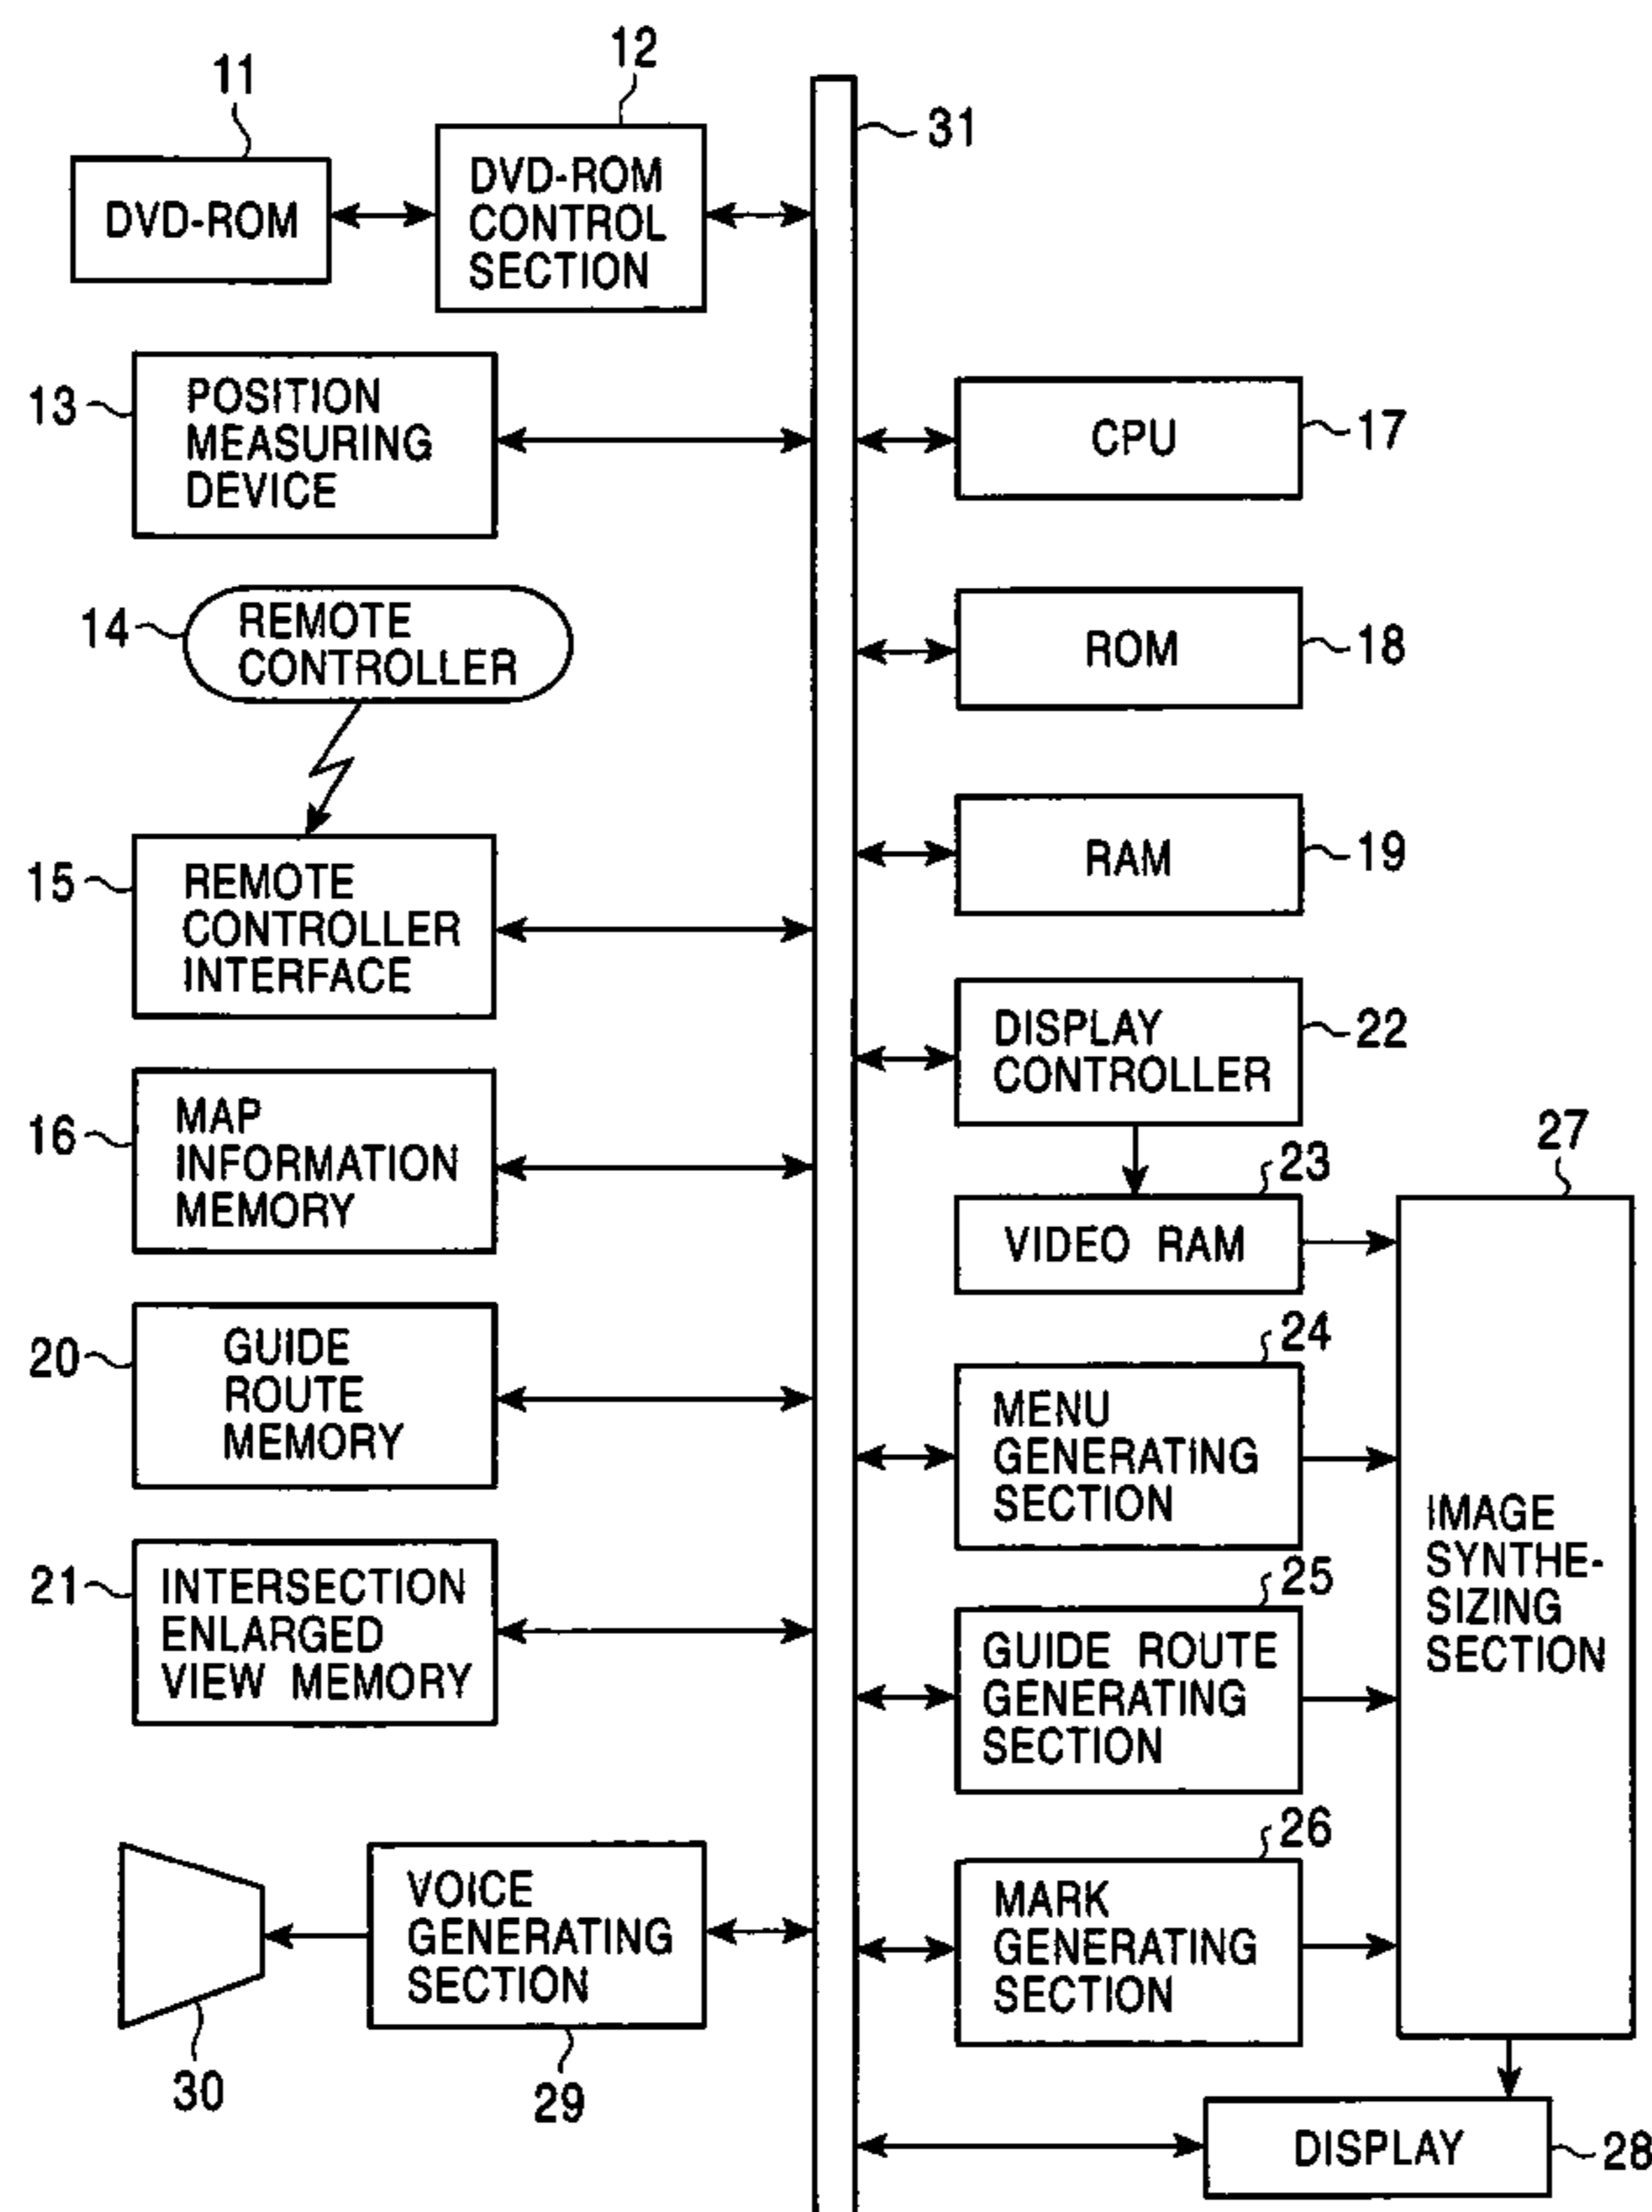 12
11
31
DVD-ROM
DVD-ROM
CONTROL
SECTION
13
POSITION
MEASURING
DEVICE
CPU
17
14
REMOTE
CONTROLLER
ROM
18
15
REMOTE
CONTROLLER
INTERFACE
RAM
19
DISPLAY
CONTROLLER
22
16
MAP
INFORMATION
MEMORY
23
27
VIDEO RAM
20
GUIDE
ROUTE
MEMORY
24
MENU
GENERATING
SECTION
IMAGE
SYNTHE-
SIZING
SECTION
21
INTERSECTION
ENLARGED
VIEW MEMORY
25
GUIDE ROUTE
GENERATING
SECTION
26
VOICE
GENERATING
SECTION
MARK
GENERATING
SECTION
30
29
DISPLAY
28